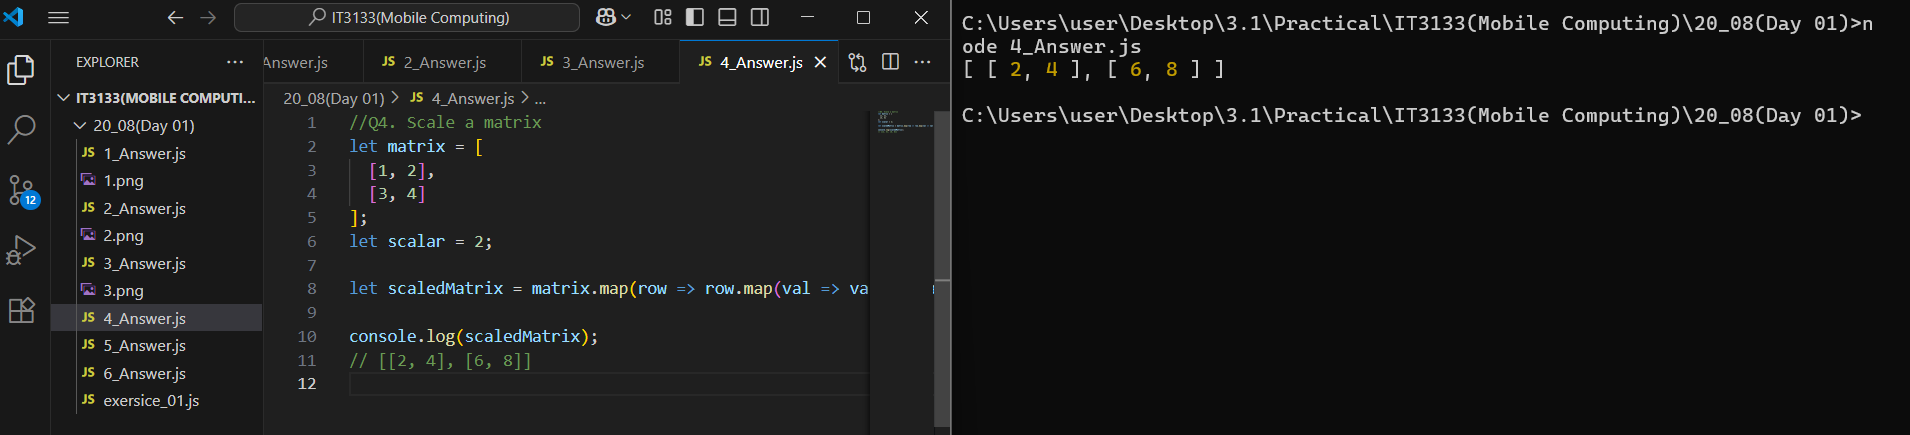 IT3133(Mobile Computing)
EXPLORER
Answer.js
JS 2_Answer.js
JS 3_Answer.js
JS 4_Answer.js
IT3133(MOBILE COMPUTI...
20_08(Day 01)
JS 1_Answer.js
1.png
JS 2_Answer.js
2.png
JS 3_Answer.js
3.png
JS 4_Answer.js
JS 5_Answer.js
JS 6_Answer.js
JS exersice_01.js
12
20_08(Day 01) > JS 4_Answer.js > ...
1 //Q4. Scale a matrix
2 let matrix = [
3 [1, 2],
4 [3, 4]
5 ];
6 let scalar = 2;
7
8 let scaledMatrix = matrix.map(row => row.map(val => va
9
10 console.log(scaledMatrix);
11 // [[2, 4], [6, 8]]
12
C:\Users\user\Desktop\3.1\Practical\IT3133(Mobile Computing)\20_08(Day 01)>n
ode 4_Answer.js
[ [ 2, 4 ], [ 6, 8 ] ]
C:\Users\user\Desktop\3.1\Practical\IT3133(Mobile Computing)\20_08(Day 01)>